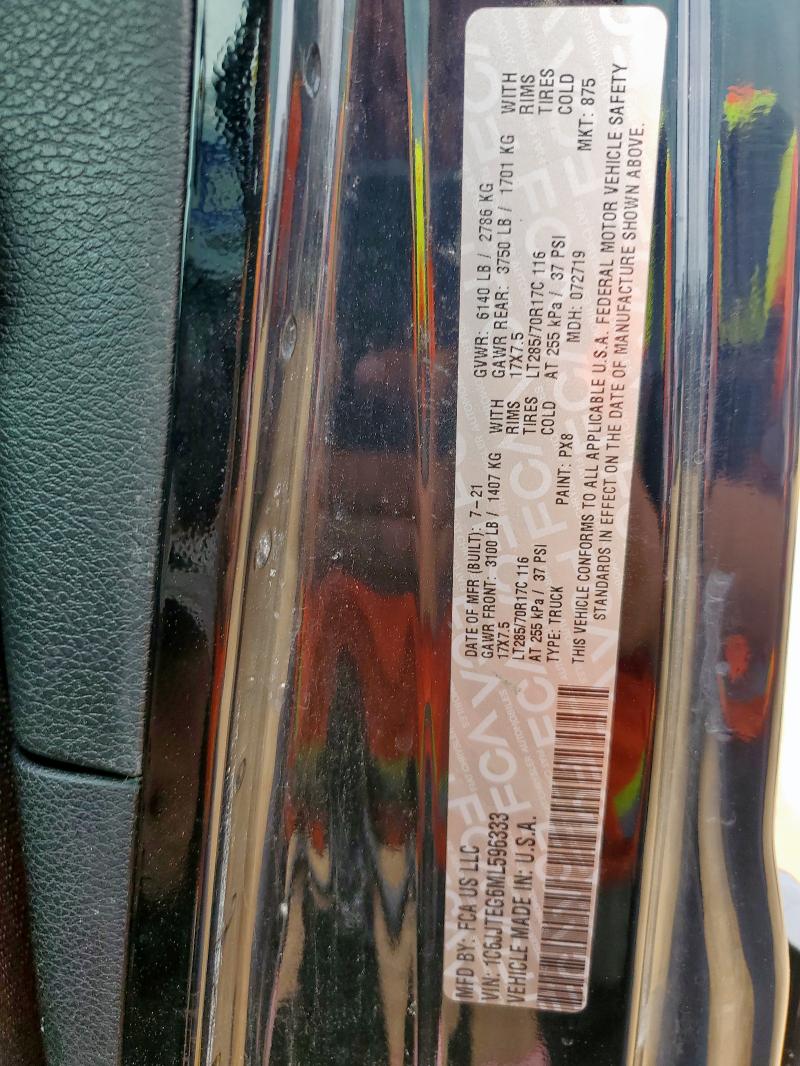 MFD BY: FCA US LLC
DATE OF MFR (BUILT): 7-21
GVWR: 6140 LB / 2786 KG
VIN: 1C6JJTEG6ML596333
GAWR FRONT: 3100 LB / 1407 KG WITH
GAWR REAR: 3750 LB / 1701 KG WITH
VEHICLE MADE IN: U.S.A.
17X7.5 RIMS
17X7.5 RIMS
LT285/70R17C 116 TIRES
LT285/70R17C 116 TIRES
AT 255 kPa / 37 PSI COLD
AT 255 kPa / 37 PSI COLD
TYPE: TRUCK PAINT: PX8 MDH: 072719 MKT: 875
THIS VEHICLE CONFORMS TO ALL APPLICABLE U.S.A. FEDERAL MOTOR VEHICLE SAFETY
STANDARDS IN EFFECT ON THE DATE OF MANUFACTURE SHOWN ABOVE.